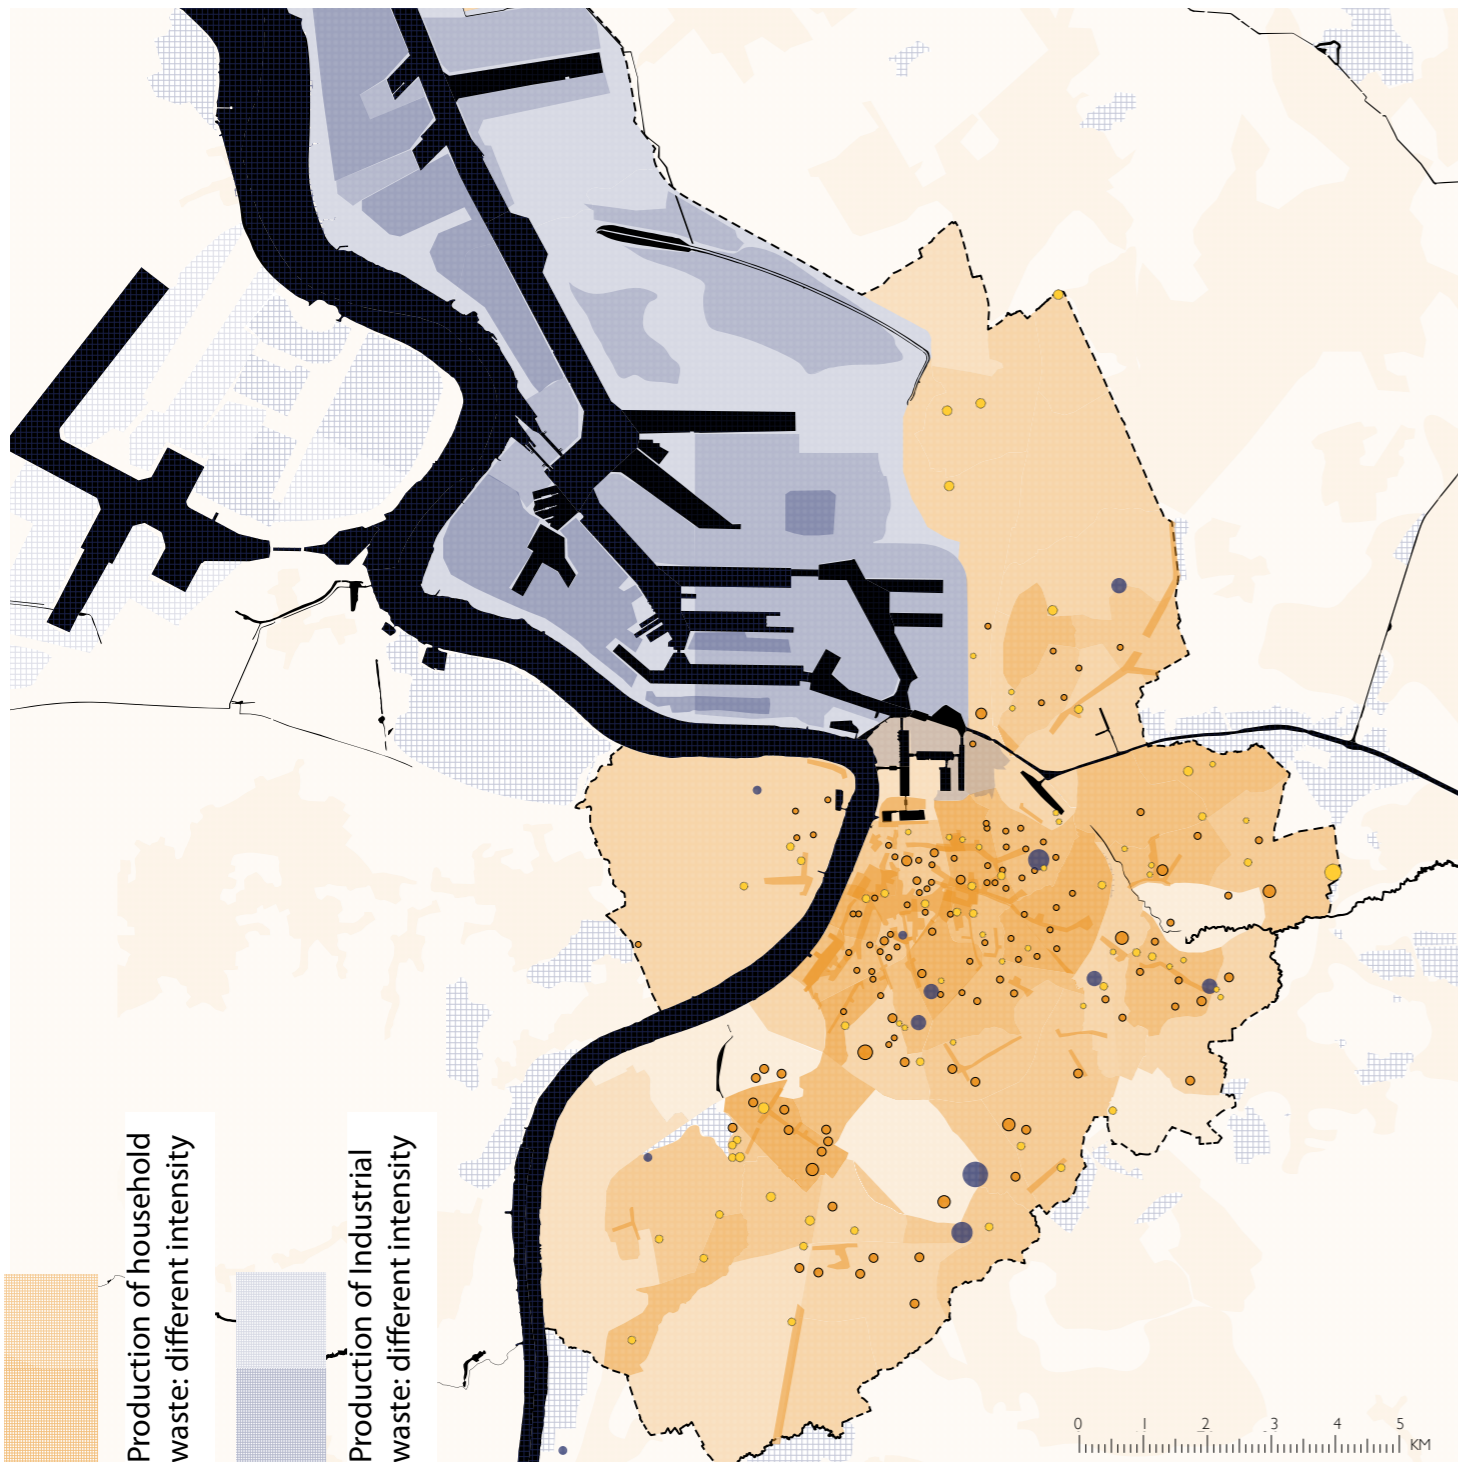 Production of household
waste: different intensity
Production of Industrial
waste: different intensity
0 1 2 3 4 5
KM